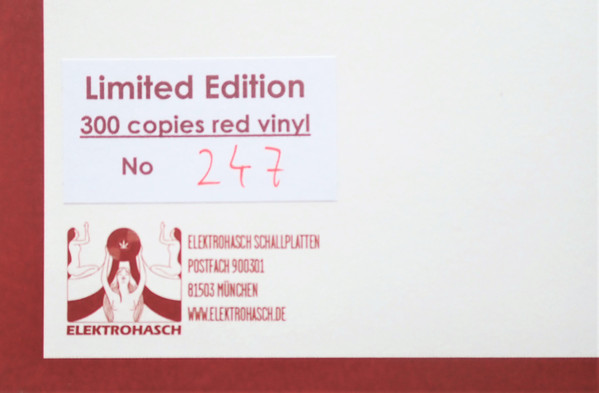 Limited Edition
300 copies red vinyl
No 247
ELEKTROHASCH SCHALLPLATTEN
POSTFACH 900301
81503 MÜNCHEN
WWW.ELEKTROHASCH.DE
ELEKTROHASCH